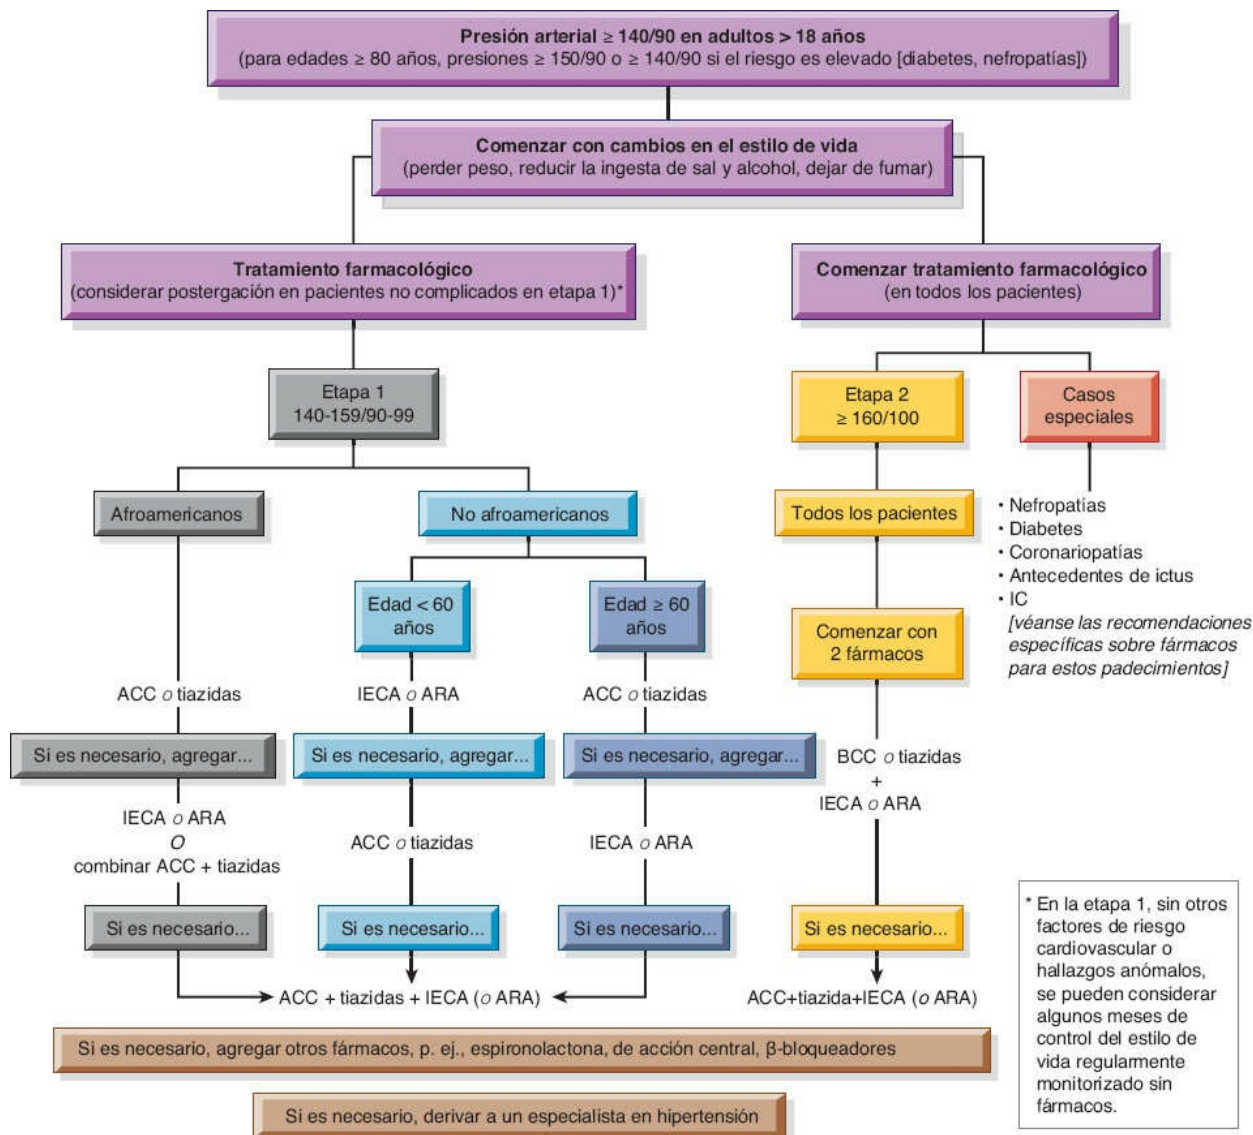 Presión arterial ≥ 140/90 en adultos > 18 años
(para edades ≥ 80 años, presiones ≥ 150/90 o ≥ 140/90 si el riesgo es elevado [diabetes, nefropatías])
Comenzar con cambios en el estilo de vida
(perder peso, reducir la ingesta de sal y alcohol, dejar de fumar)
Tratamiento farmacológico
(considerar postergación en pacientes no complicados en etapa 1)*
Comenzar tratamiento farmacológico
(en todos los pacientes)
Etapa 1
140-159/90-99
Etapa 2
≥ 160/100
Casos
especiales
Afroamericanos
No afroamericanos
Todos los pacientes
• Nefropatías
• Diabetes
• Coronariopatías
• Antecedentes de ictus
• IC
[véanse las recomendaciones
específicas sobre fármacos
para estos padecimientos]
Edad < 60
años
Edad ≥ 60
años
Comenzar con
2 fármacos
ACC o tiazidas
IECA o ARA
ACC o tiazidas
Si es necesario, agregar...
Si es necesario, agregar...
Si es necesario, agregar...
BCC o tiazidas
+
IECA o ARA
IECA o ARA
O
combinar ACC + tiazidas
ACC o tiazidas
IECA o ARA
Si es necesario...
Si es necesario...
Si es necesario...
Si es necesario...
ACC + tiazidas + IECA (o ARA)
ACC+tiazida+IECA (o ARA)
* En la etapa 1, sin otros
factores de riesgo
cardiovascular o
hallazgos anómalos,
se pueden considerar
algunos meses de
control del estilo de
vida regularmente
monitorizado sin
fármacos.
Si es necesario, agregar otros fármacos, p. ej., espironolactona, de acción central, β-bloqueadores
Si es necesario, derivar a un especialista en hipertensión